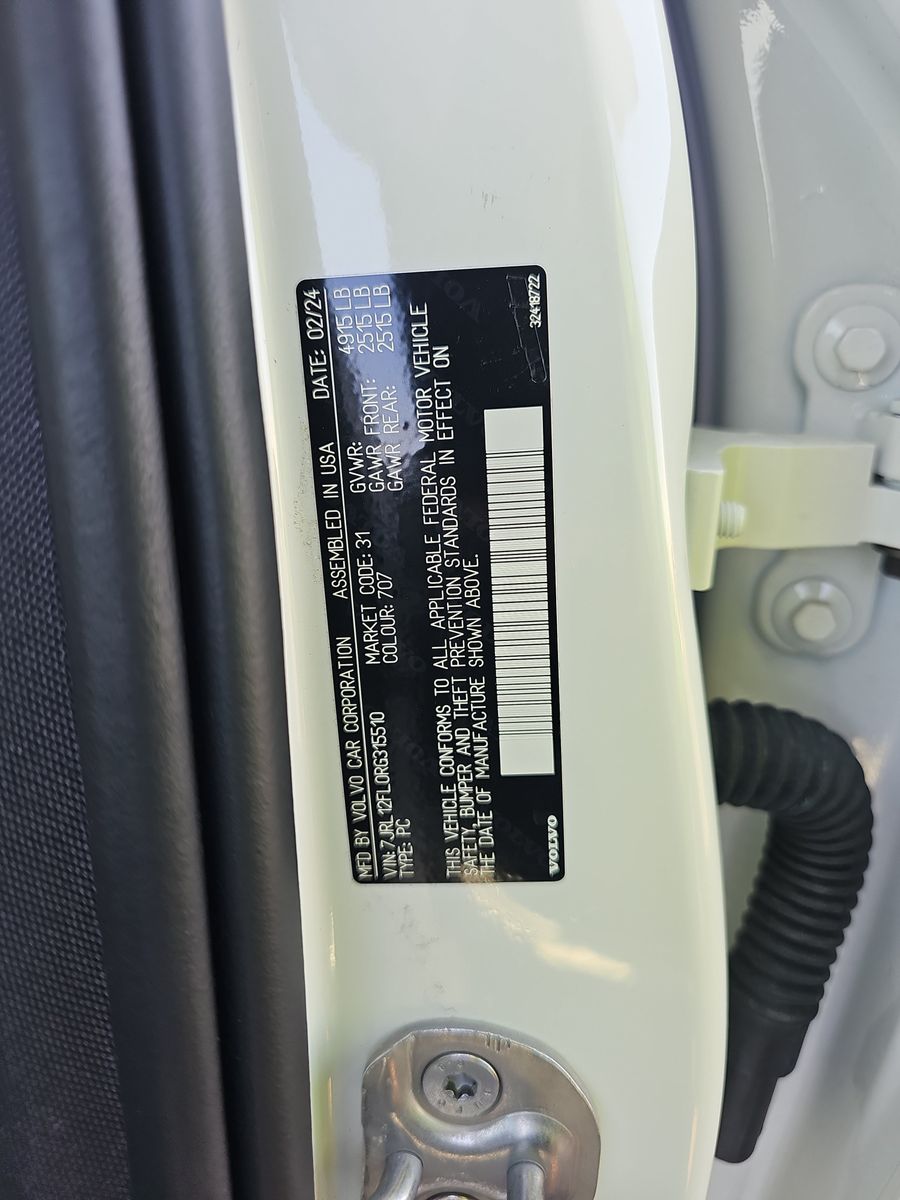 MFD BY VOLVO CAR CORPORATION ASSEMBLED IN USA DATE: 02/24
VIN: 7JRL12FL0RG315510 MARKET CODE: 31 GVWR: 4915 LB
TYPE: PC COLOUR: 707 GAWR FRONT: 2515 LB
GAWR REAR: 2515 LB
THIS VEHICLE CONFORMS TO ALL APPLICABLE FEDERAL MOTOR VEHICLE
SAFETY, BUMPER AND THEFT PREVENTION STANDARDS IN EFFECT ON
THE DATE OF MANUFACTURE SHOWN ABOVE.
VOLVO 32418722